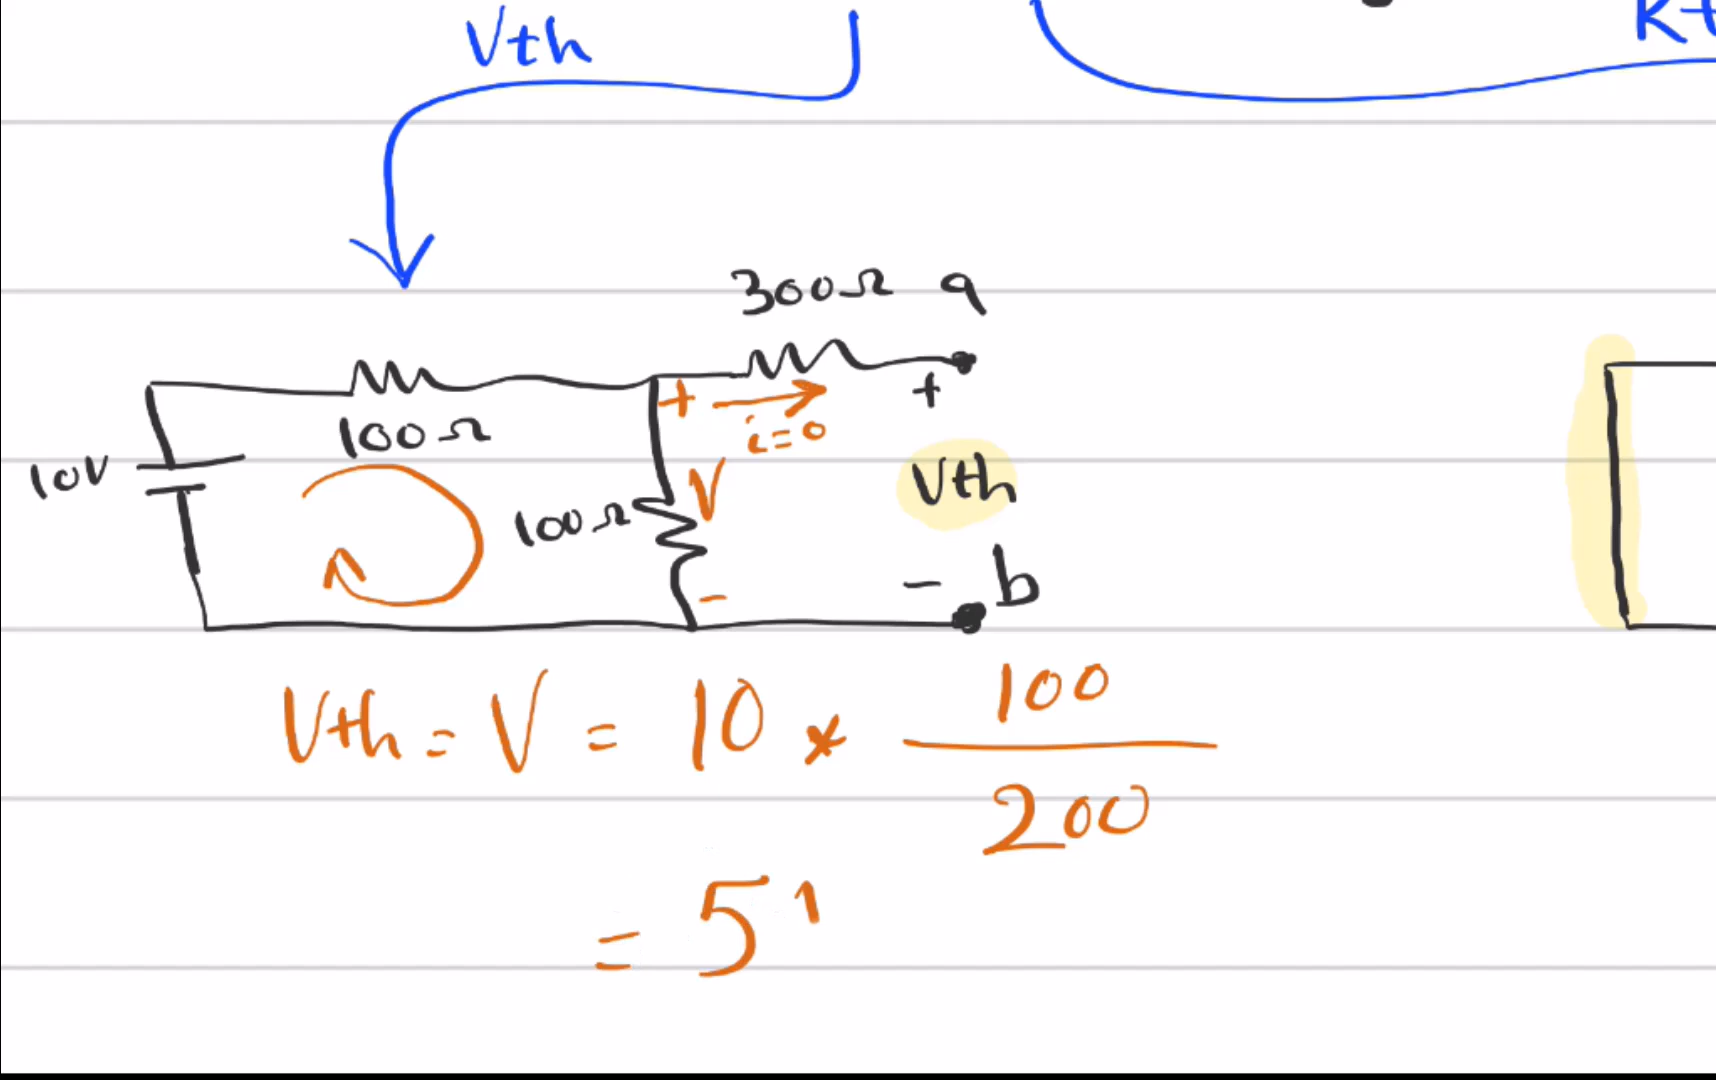 Vth
300Ω a
100Ω
+ i=0 +
10V
100Ω V Vth
- - b
Vth = V = 10 * 100/200
= 5